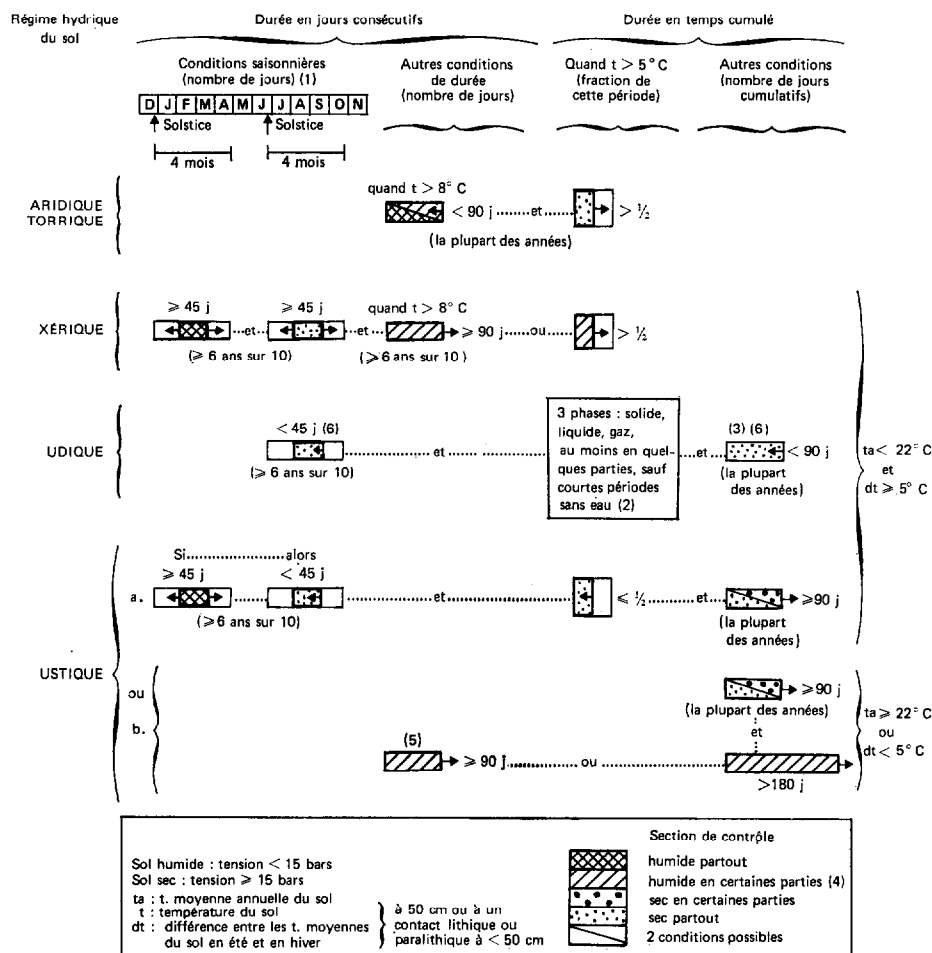 Régime hydrique
du sol
Durée en jours consécutifs
Durée en temps cumulé
Conditions saisonnières
(nombre de jours) (1)
Autres conditions
de durée
(nombre de jours)
Quand t > 5° C
(fraction de
cette période)
Autres conditions
(nombre de jours
cumulatifs)
D J F M A M J J A S O N
Solstice Solstice
4 mois 4 mois
ARIDIQUE
TORRIQUE
quand t > 8° C
< 90 j ........et...... > ½
(la plupart des années)
XÉRIQUE
≥ 45 j ≥ 45 j quand t > 8° C
...et... ...et... ≥ 90 j......ou...... > ½
(≥ 6 ans sur 10) (≥ 6 ans sur 10)
UDIQUE
< 45 j (6)
(≥ 6 ans sur 10)
et
3 phases : solide,
liquide, gaz,
au moins en quel-
ques parties, sauf
courtes périodes
sans eau (2)
et
(3) (6)
< 90 j
(la plupart
des années)
ta < 22° C
et
dt ≥ 5° C
USTIQUE
Si......................alors
≥ 45 j < 45 j
a.
(≥ 6 ans sur 10)
et
≤ ½ ........et.... ≥90 j
(la plupart
des années)
ou
b.
≥90 j
(la plupart des années)
et
(5)
≥ 90 j.............. ou ..............
>180 j
ta ≥ 22° C
ou
dt < 5° C
Sol humide : tension < 15 bars
Sol sec : tension ≥ 15 bars
ta : t. moyenne annuelle du sol
t : température du sol
dt : différence entre les t. moyennes
du sol en été et en hiver
à 50 cm ou à un
contact lithique ou
paralithique à < 50 cm
Section de contrôle
humide partout
humide en certaines parties (4)
sec en certaines parties
sec partout
2 conditions possibles